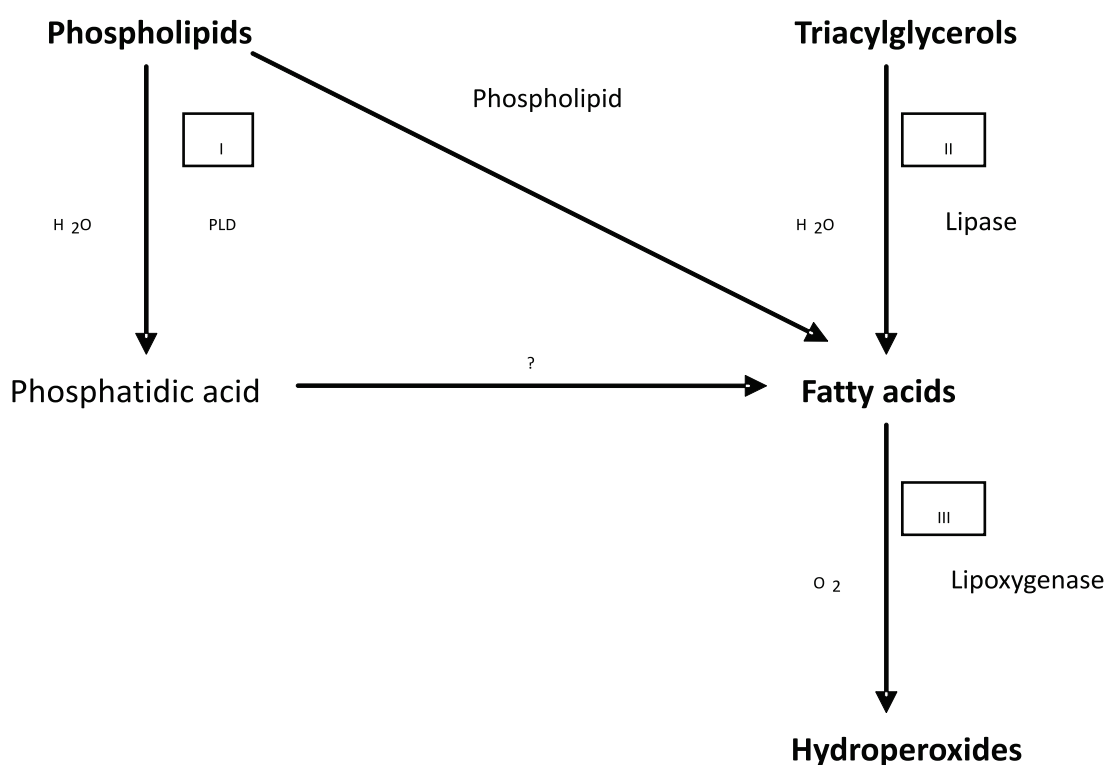 Phospholipids
Triacylglycerols
Phospholipid
I
II
H 2O
PLD
H 2O
Lipase
?
Phosphatidic acid
Fatty acids
III
O 2
Lipoxygenase
Hydroperoxides